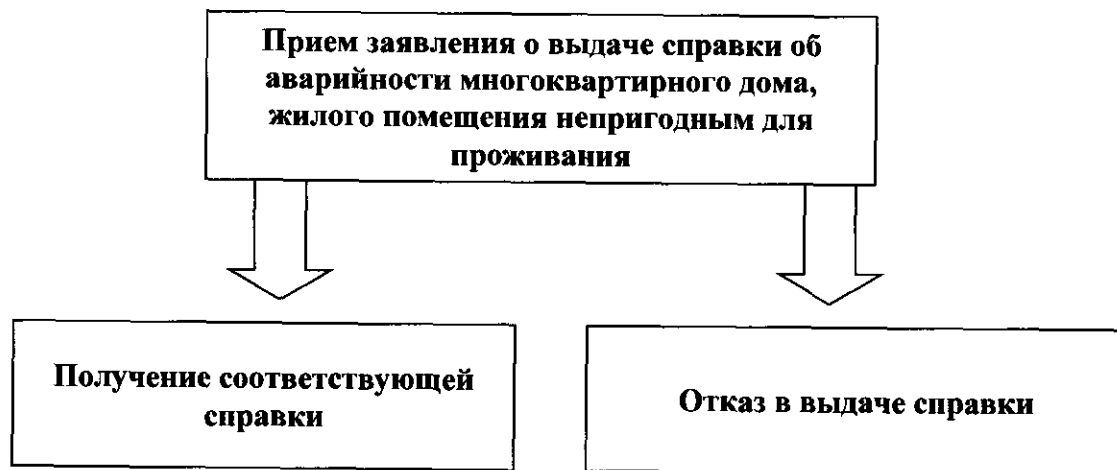 Прием заявления о выдаче справки об
аварийности многоквартирного дома,
жилого помещения непригодным для
проживания
Получение соответствующей
справки
Отказ в выдаче справки